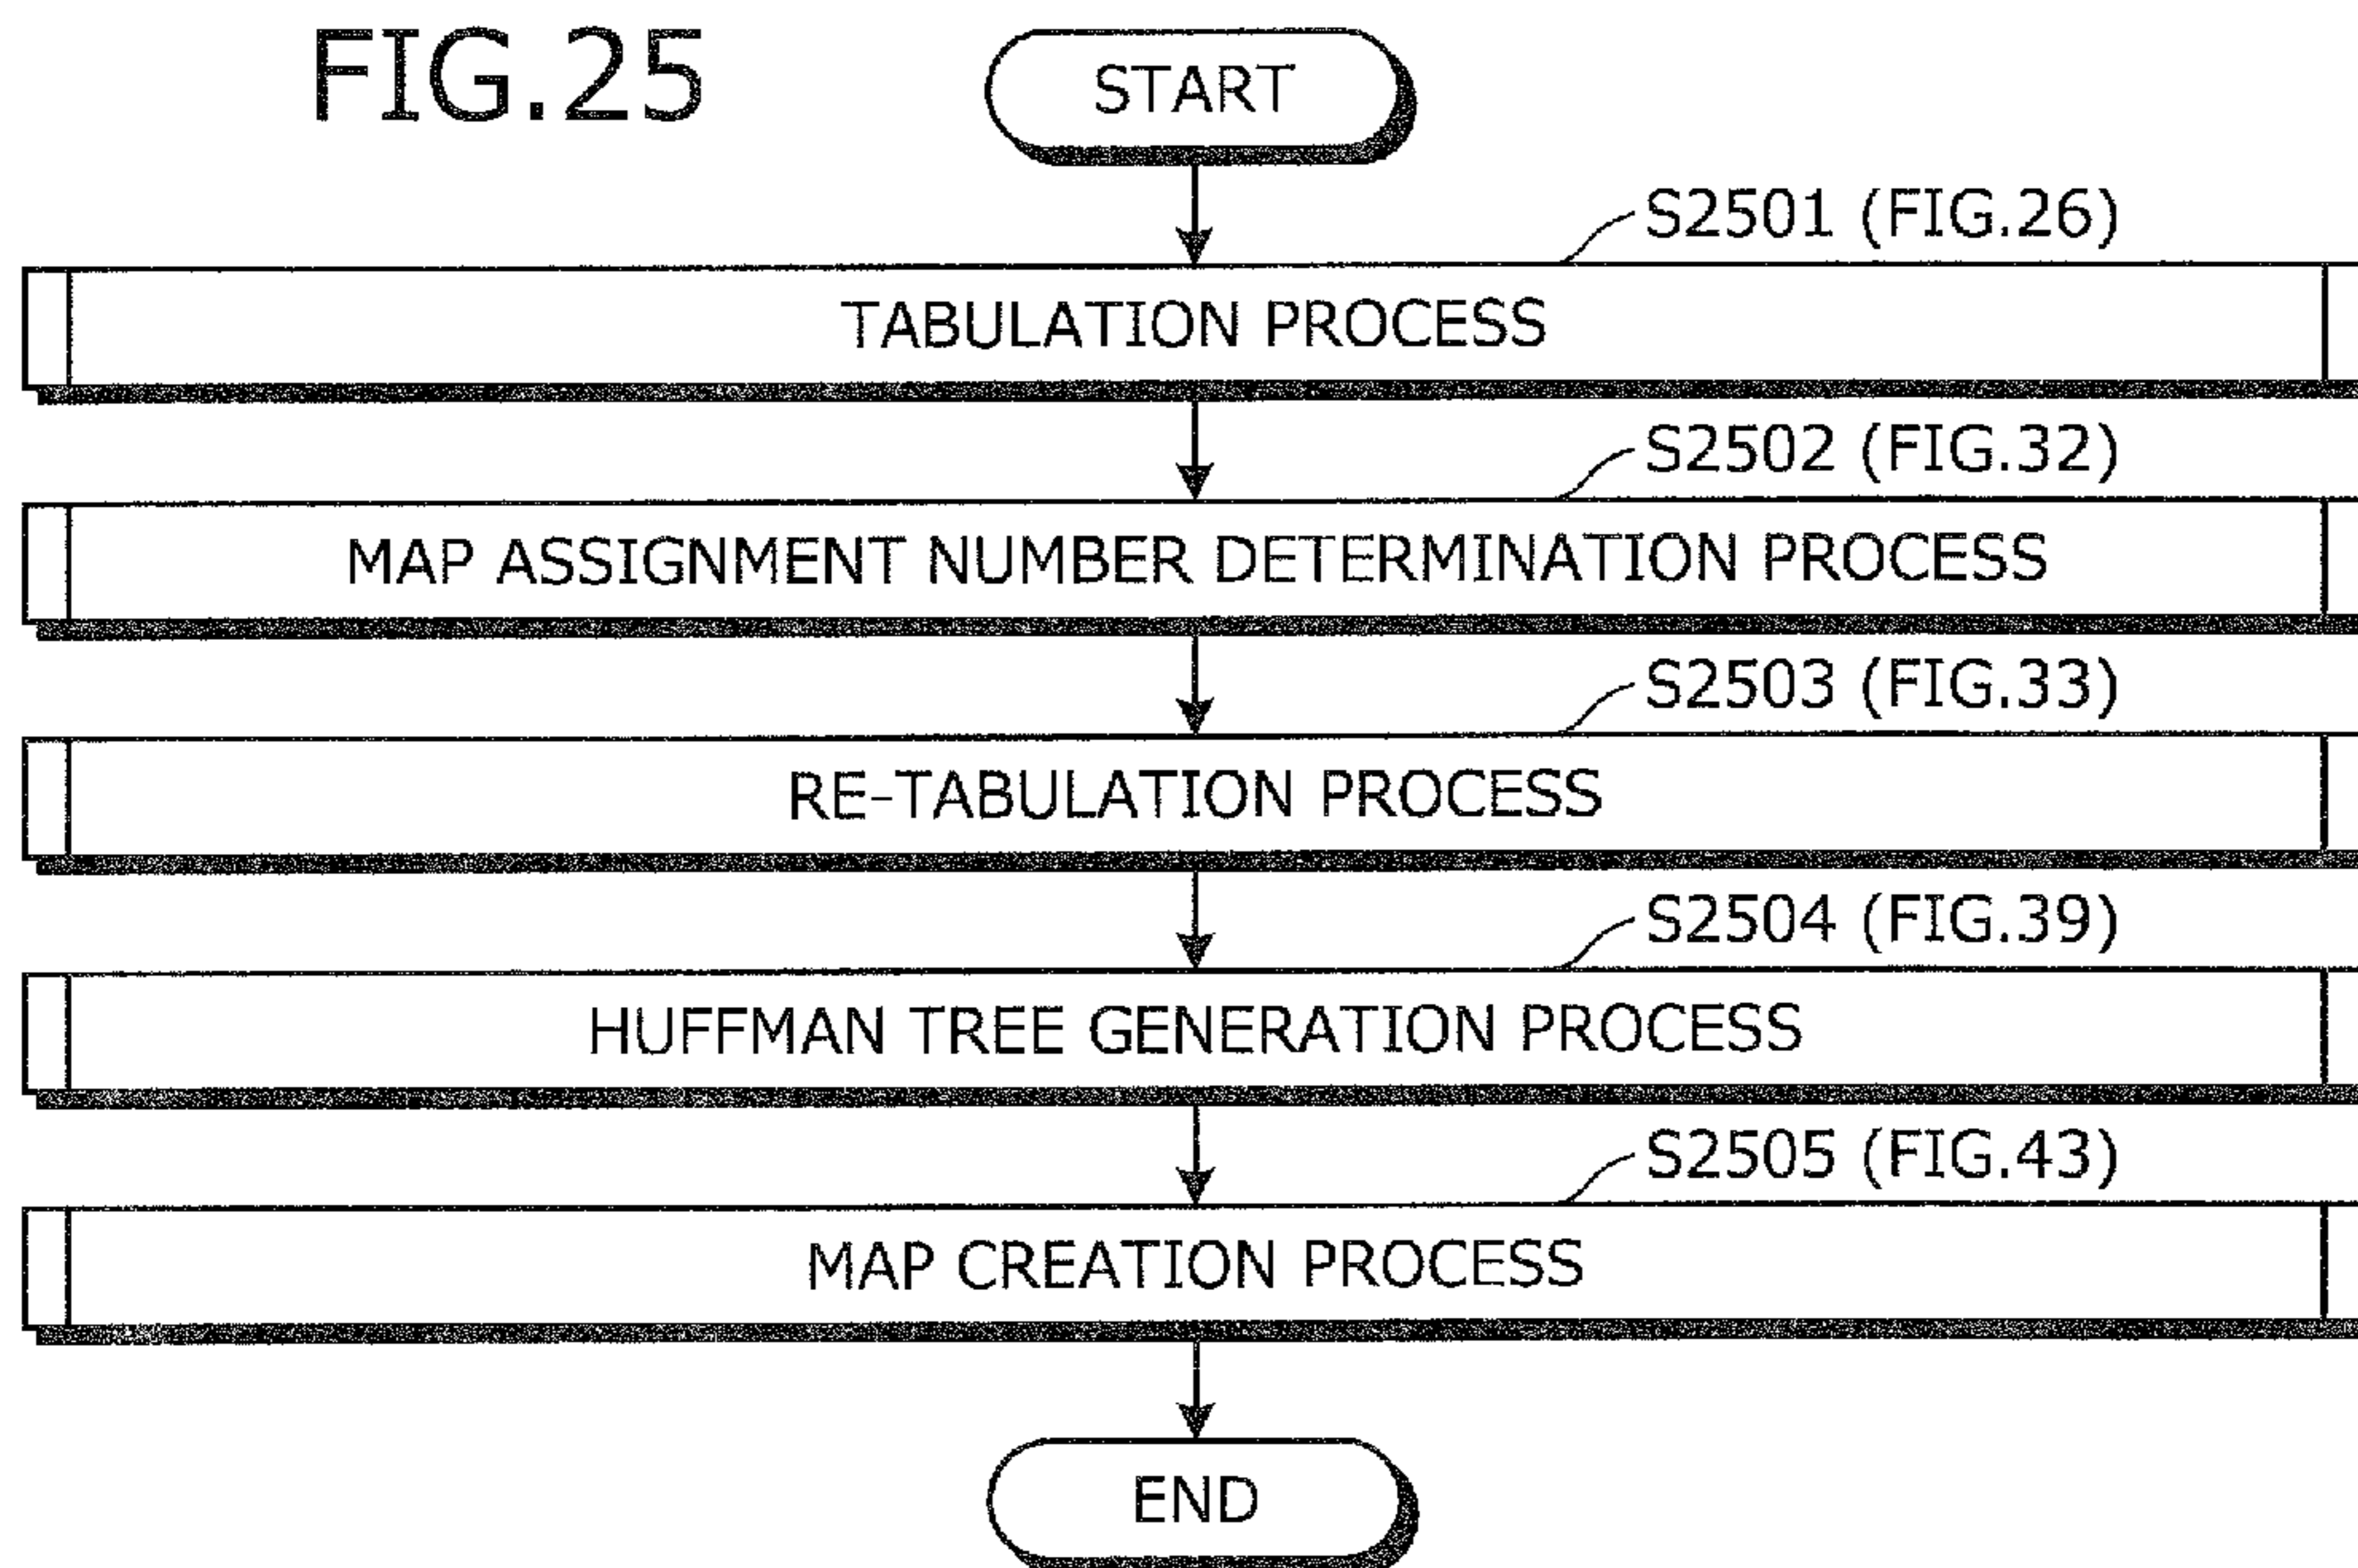 FIG.25
START
S2501 (FIG.26)
TABULATION PROCESS
S2502 (FIG.32)
MAP ASSIGNMENT NUMBER DETERMINATION PROCESS
S2503 (FIG.33)
RE-TABULATION PROCESS
S2504 (FIG.39)
HUFFMAN TREE GENERATION PROCESS
S2505 (FIG.43)
MAP CREATION PROCESS
END